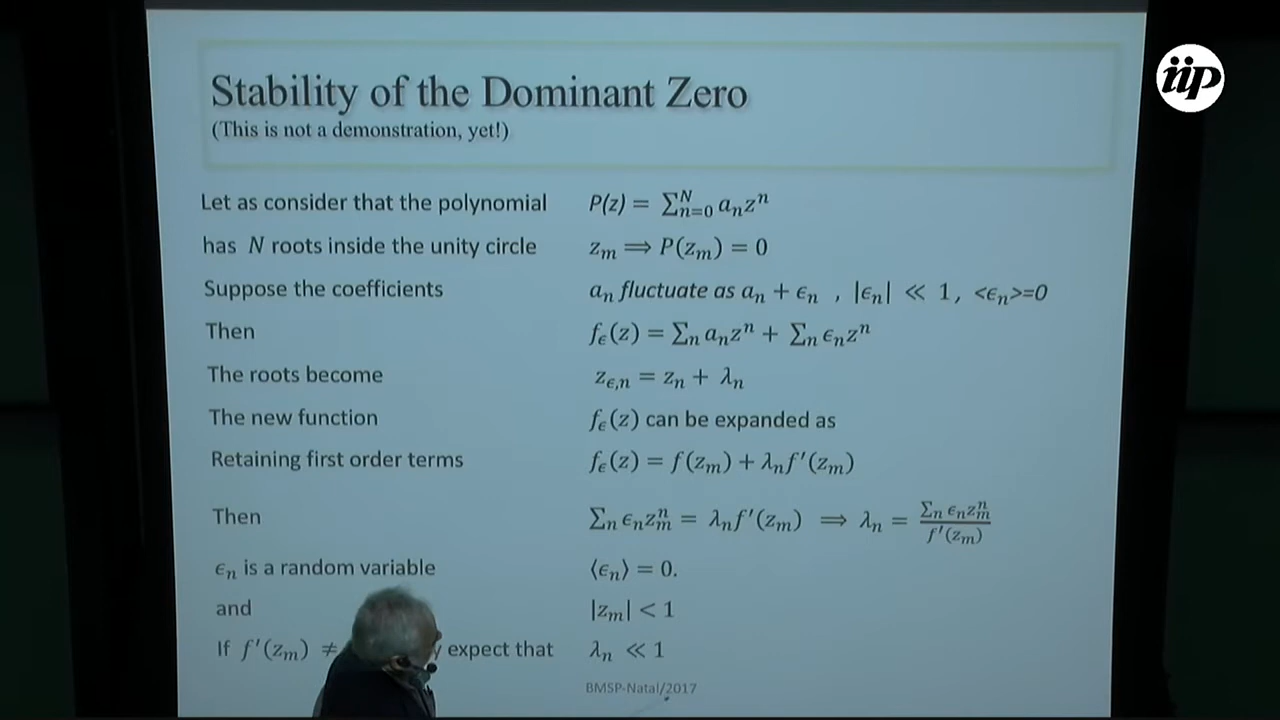 iip
Stability of the Dominant Zero
(This is not a demonstration, yet!)
Let as consider that the polynomial P(z) = ∑_{n=0}^{N} a_n z^n
has N roots inside the unity circle z_m ⟹ P(z_m) = 0
Suppose the coefficients a_n fluctuate as a_n + ϵ_n , |ϵ_n| ≪ 1, <ϵ_n>=0
Then f_ϵ(z) = ∑_n a_n z^n + ∑_n ϵ_n z^n
The roots become z_{ϵ,n} = z_n + λ_n
The new function f_ϵ(z) can be expanded as
Retaining first order terms f_ϵ(z) = f(z_m) + λ_n f'(z_m)
Then ∑_n ϵ_n z_m^n = λ_n f'(z_m) ⟹ λ_n = \frac{∑_n ϵ_n z_m^n}{f'(z_m)}
ϵ_n is a random variable ⟨ϵ_n⟩ = 0.
and |z_m| < 1
If f'(z_m) ≠ expect that λ_n ≪ 1
BMSP-Natal/2017